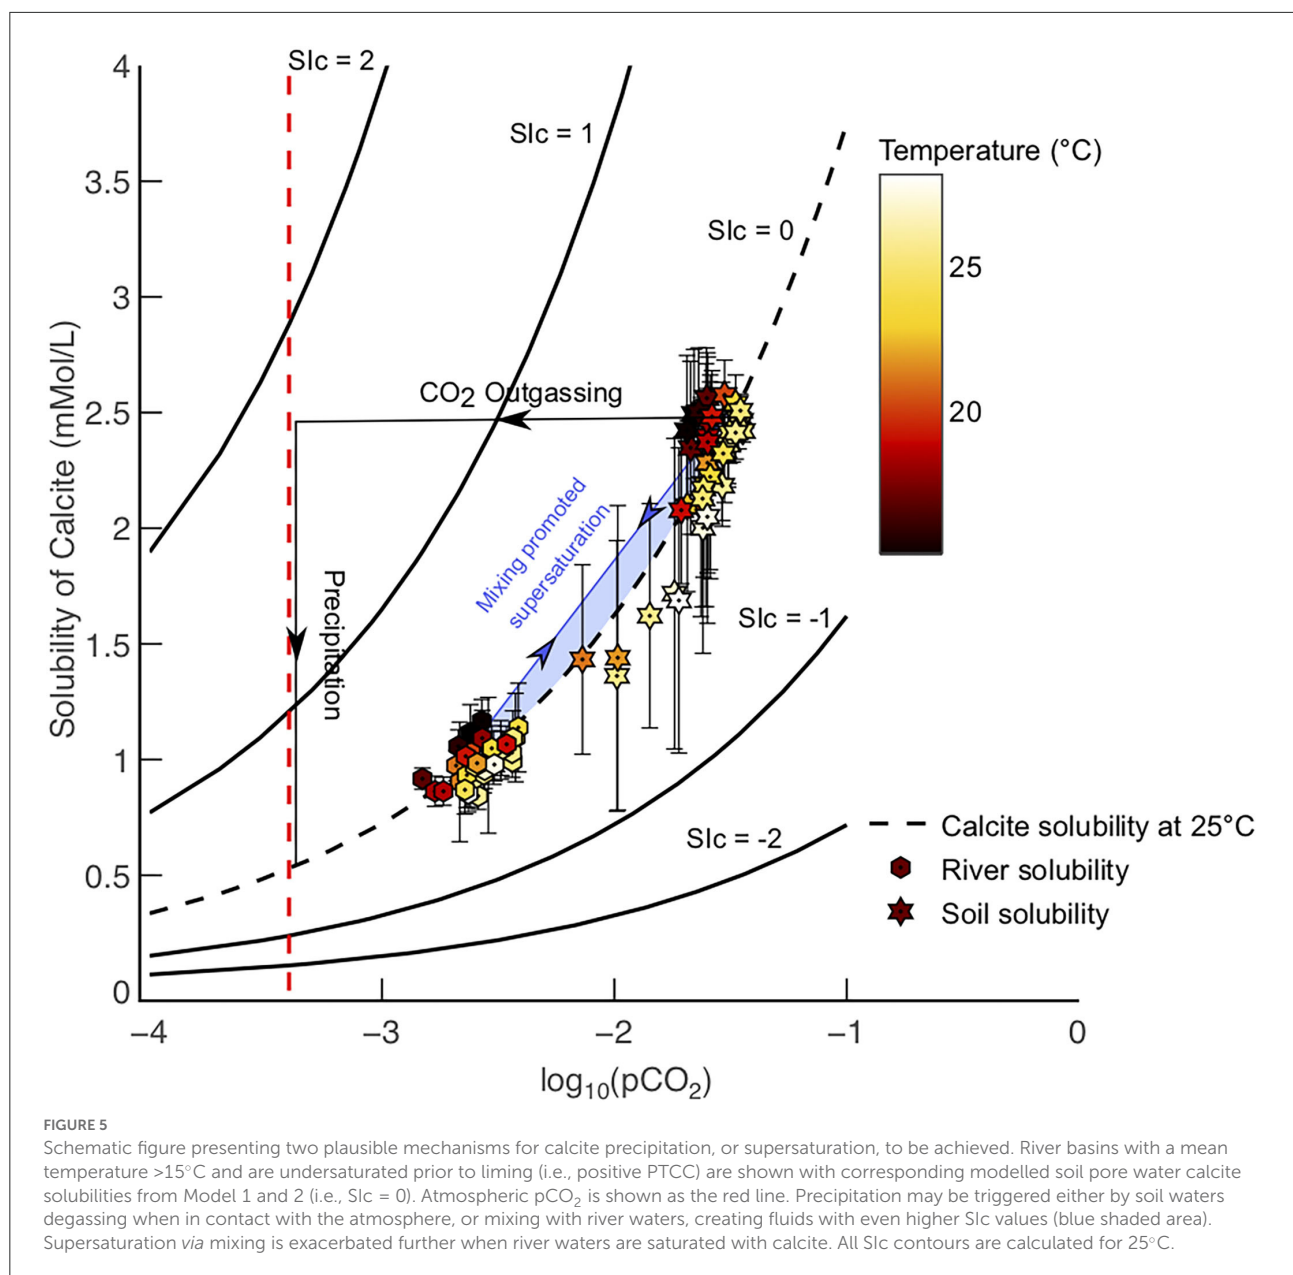 SIc = 2
4
SIc = 1
Temperature (°C)
3.5
SIc = 0
25
3
CO2 Outgassing
20
2.5
Mixing promoted
supersaturation
2
Precipitation
1.5
SIc = -1
Calcite solubility at 25°C
1
SIc = -2
River solubility
0.5
Soil solubility
0
Solubility of Calcite (mMol/L)
−4
−3
−2
−1
0
log10(pCO2)
FIGURE 5
Schematic figure presenting two plausible mechanisms for calcite precipitation, or supersaturation, to be achieved. River basins with a mean
temperature >15°C and are undersaturated prior to liming (i.e., positive PTCC) are shown with corresponding modelled soil pore water calcite
solubilities from Model 1 and 2 (i.e., SIc = 0). Atmospheric pCO2 is shown as the red line. Precipitation may be triggered either by soil waters
degassing when in contact with the atmosphere, or mixing with river waters, creating fluids with even higher SIc values (blue shaded area).
Supersaturation via mixing is exacerbated further when river waters are saturated with calcite. All SIc contours are calculated for 25°C.